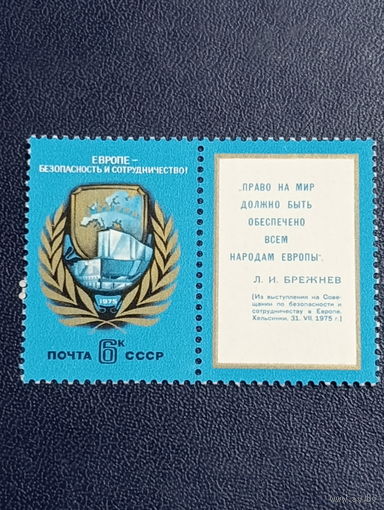 ЕВРОПЕ –
БЕЗОПАСНОСТЬ И СОТРУДНИЧЕСТВО!
1975
ПОЧТА 6К СССР
„ПРАВО НА МИР
ДОЛЖНО БЫТЬ
ОБЕСПЕЧЕНО
ВСЕМ
НАРОДАМ ЕВРОПЫ“.
Л. И. БРЕЖНЕВ
[Из выступления на Сове-
щании по безопасности и
сотрудничеству в Европе.
Хельсинки, 31. VII 1975 г.]